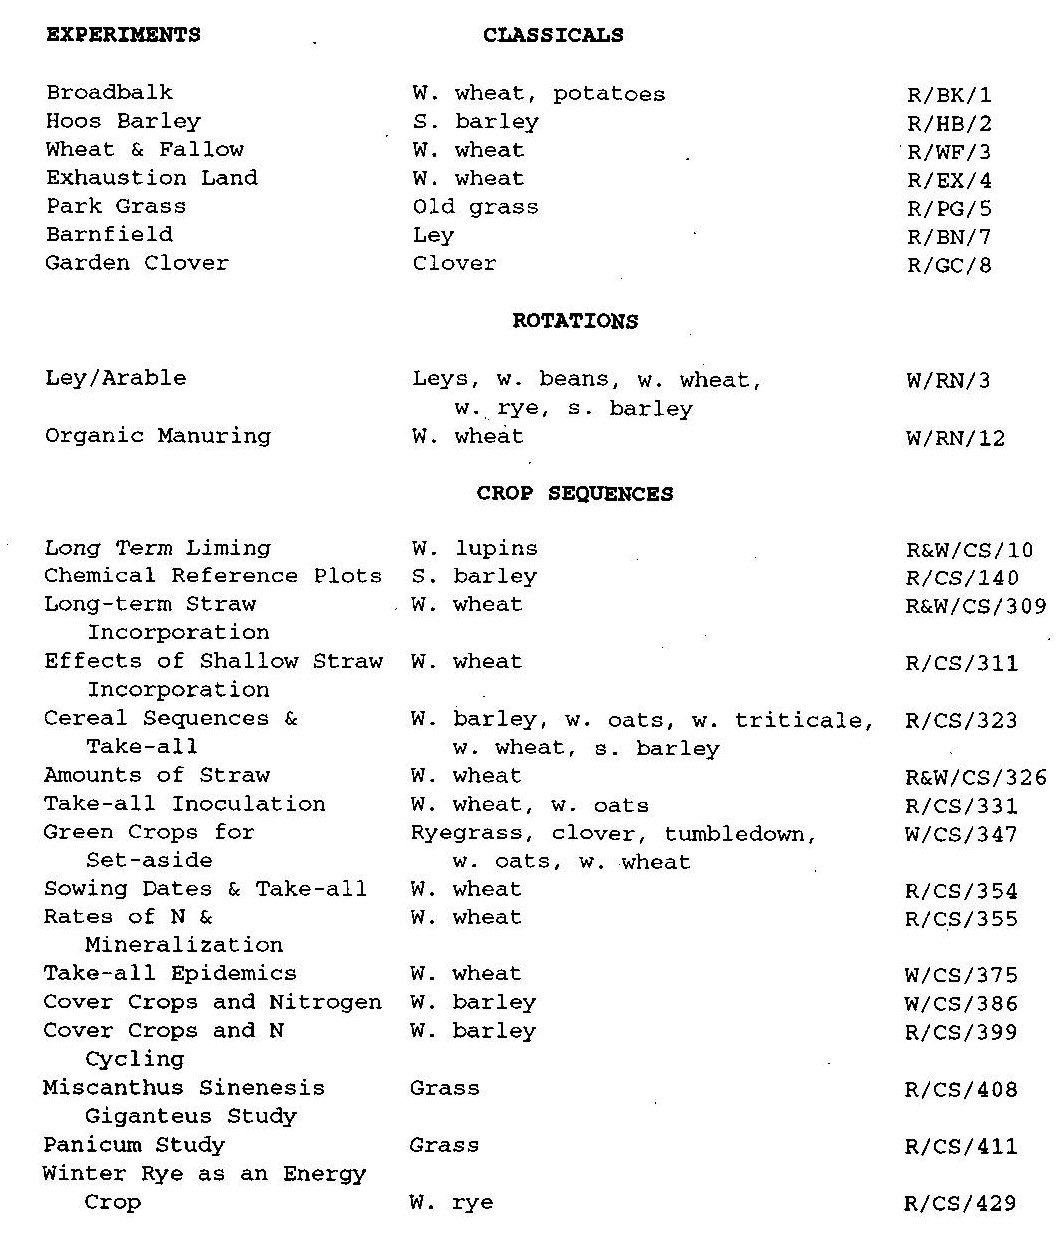 EXPERIMENTS CLASSICALS
Broadbalk W. wheat, potatoes R/BK/1
Hoos Barley S. barley R/HB/2
Wheat & Fallow W. wheat R/WF/3
Exhaustion Land W. wheat R/EX/4
Park Grass Old grass R/PG/5
Barnfield Ley R/BN/7
Garden Clover Clover R/GC/8
ROTATIONS
Ley/Arable Leys, w. beans, w. wheat, W/RN/3
w. rye, s. barley
Organic Manuring W. wheat W/RN/12
CROP SEQUENCES
Long Term Liming W. lupins R&W/CS/10
Chemical Reference Plots S. barley R/CS/140
Long-term Straw W. wheat R&W/CS/309
Incorporation
Effects of Shallow Straw W. wheat R/CS/311
Incorporation
Cereal Sequences & W. barley, w. oats, w. triticale, R/CS/323
Take-all w. wheat, s. barley
Amounts of Straw W. wheat R&W/CS/326
Take-all Inoculation W. wheat, w. oats R/CS/331
Green Crops for Ryegrass, clover, tumbledown, W/CS/347
Set-aside w. oats, w. wheat
Sowing Dates & Take-all W. wheat R/CS/354
Rates of N & W. wheat R/CS/355
Mineralization
Take-all Epidemics W. wheat W/CS/375
Cover Crops and Nitrogen W. barley W/CS/386
Cover Crops and N W. barley R/CS/399
Cycling
Miscanthus Sinenesis Grass R/CS/408
Giganteus Study
Panicum Study Grass R/CS/411
Winter Rye as an Energy
Crop W. rye R/CS/429